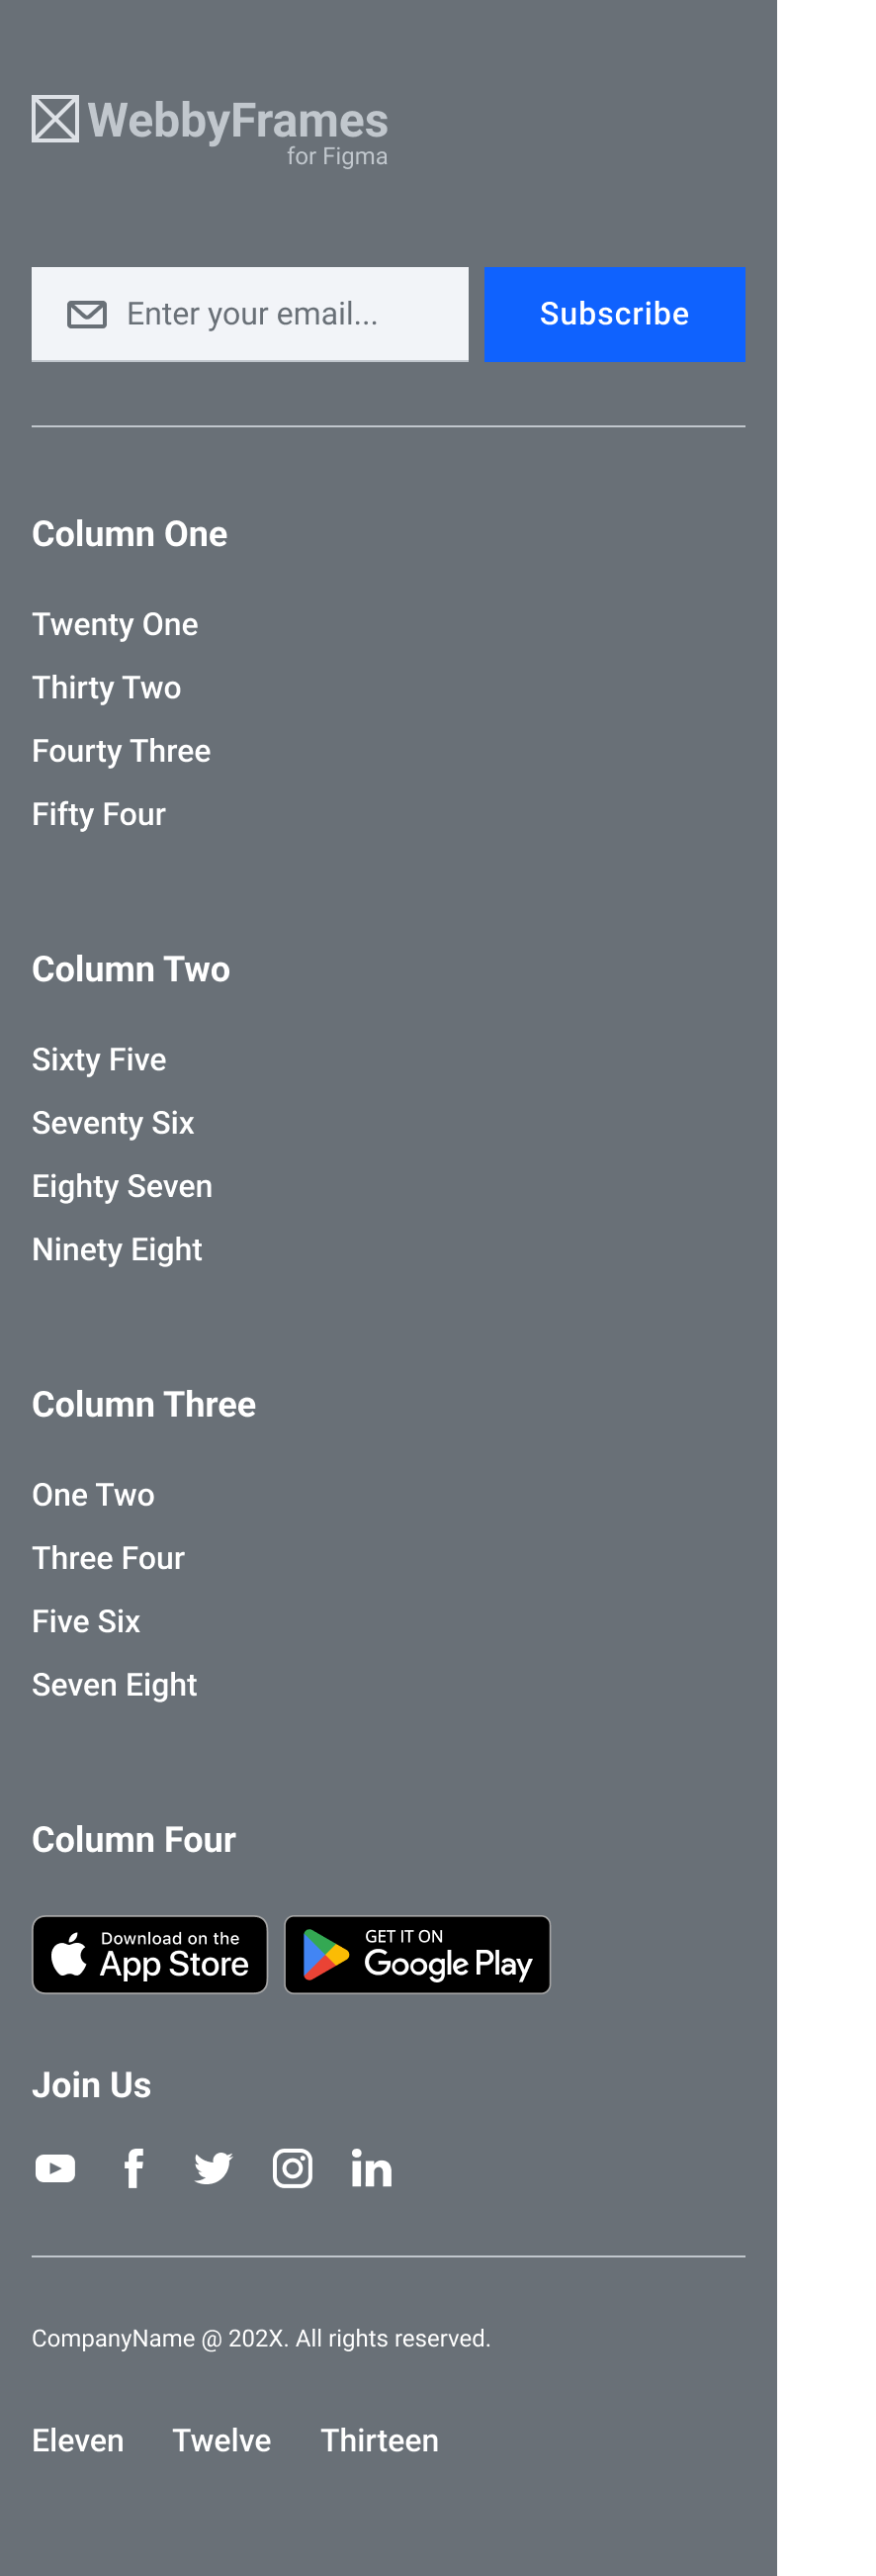 WebbyFrames
for Figma
Enter your email...
Subscribe
Column One
Twenty One
Thirty Two
Fourty Three
Fifty Four
Column Two
Sixty Five
Seventy Six
Eighty Seven
Ninety Eight
Column Three
One Two
Three Four
Five Six
Seven Eight
Column Four
Download on the
App Store
GET IT ON
Google Play
Join Us
CompanyName @ 202X. All rights reserved.
Eleven Twelve Thirteen